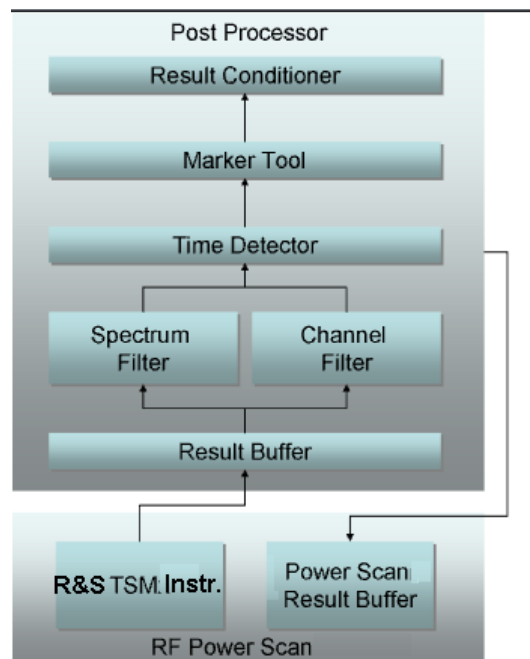 Post Processor
Result Conditioner
Marker Tool
Time Detector
Spectrum
Filter
Channel
Filter
Result Buffer
R&S TSM: Instr.
Power Scan
Result Buffer
RF Power Scan